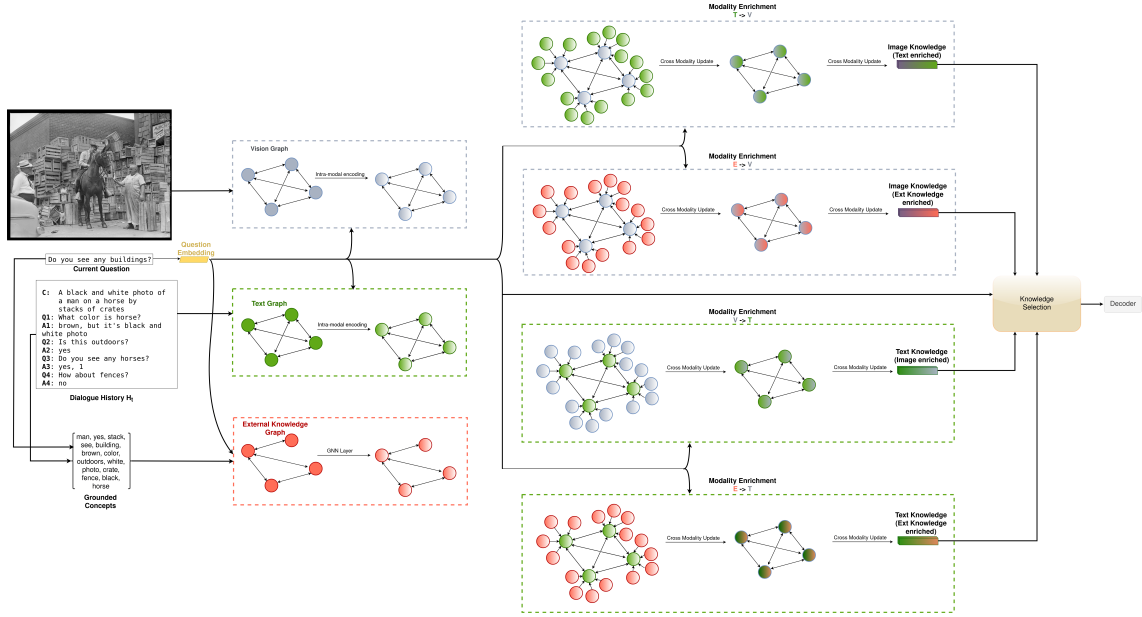 Modality Enrichment
T -> V
Cross Modality Update
Cross Modality Update
Image Knowledge
(Text enriched)
Vision Graph
Intra-modal encoding
Modality Enrichment
E -> V
Cross Modality Update
Cross Modality Update
Image Knowledge
(Ext Knowledge
enriched)
Question
Embedding
Do you see any buildings?
Current Question
C: A black and white photo of
a man on a horse by
stacks of crates
Q1: What color is horse?
A1: brown, but it's black and
white photo
Q2: Is this outdoors?
A2: yes
Q3: Do you see any horses?
A3: yes, 1
Q4: How about fences?
A4: no
Dialogue History Hₗ
Text Graph
Intra-modal encoding
Knowledge
Selection
Decoder
Modality Enrichment
V -> T
Cross Modality Update
Cross Modality Update
Text Knowledge
(Image enriched)
External Knowledge
Graph
GNN Layer
man, yes, stack,
see, building,
brown, color,
outdoors, white,
photo, crate,
fence, black,
horse
Grounded
Concepts
Modality Enrichment
E -> T
Cross Modality Update
Cross Modality Update
Text Knowledge
(Ext Knowledge
enriched)